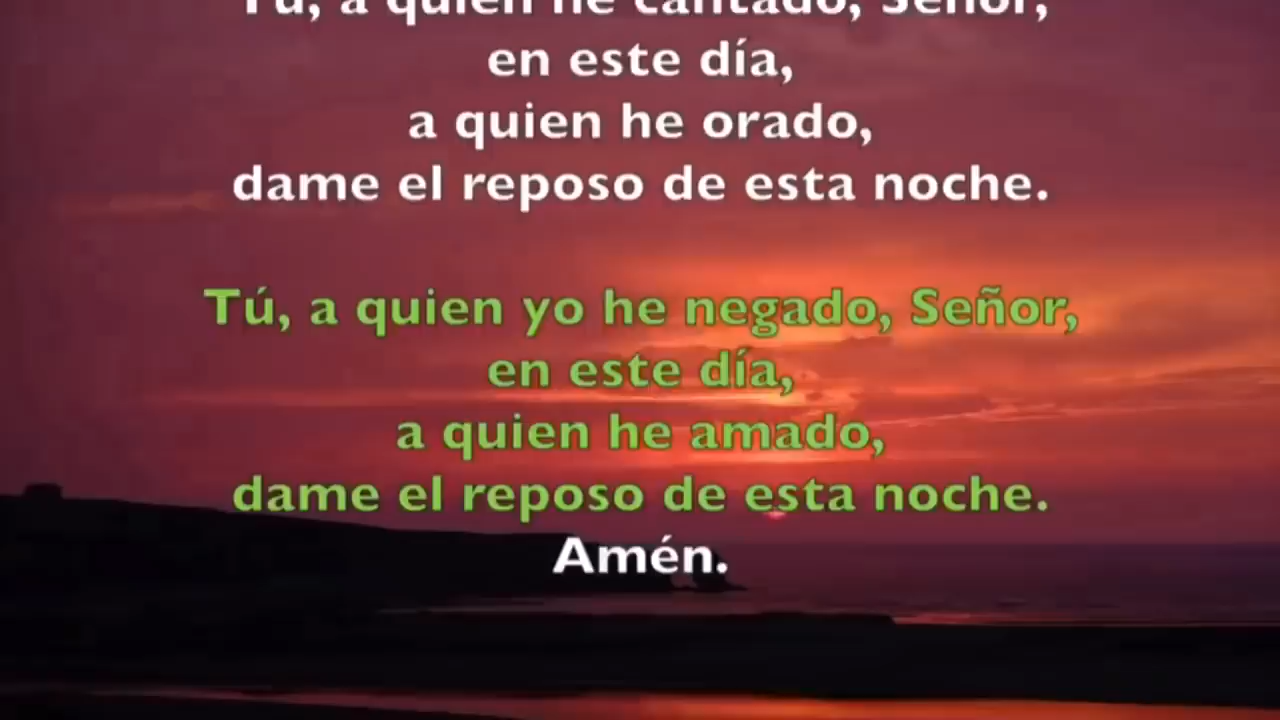 Tú, a quien he cantado, Señor,
en este día,
a quien he orado,
dame el reposo de esta noche.
Tú, a quien yo he negado, Señor,
en este día,
a quien he amado,
dame el reposo de esta noche.
Amén.